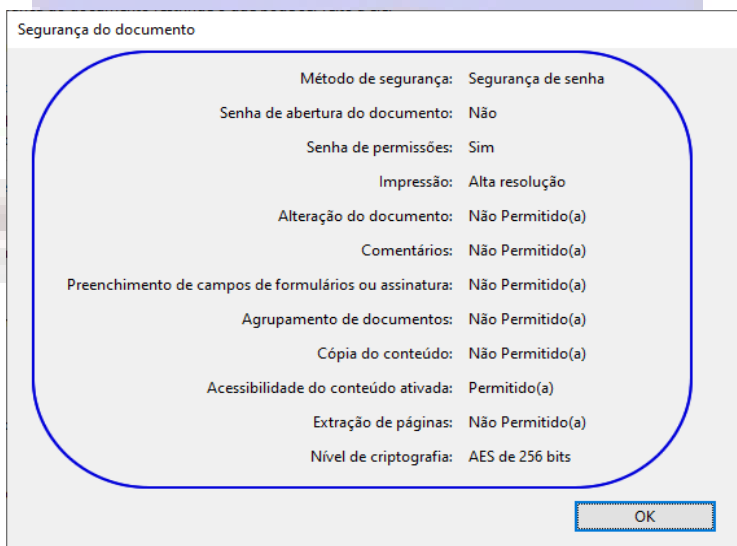 Segurança do documento
Método de segurança: Segurança de senha
Senha de abertura do documento: Não
Senha de permissões: Sim
Impressão: Alta resolução
Alteração do documento: Não Permitido(a)
Comentários: Não Permitido(a)
Preenchimento de campos de formulários ou assinatura: Não Permitido(a)
Agrupamento de documentos: Não Permitido(a)
Cópia do conteúdo: Não Permitido(a)
Acessibilidade do conteúdo ativada: Permitido(a)
Extração de páginas: Não Permitido(a)
Nível de criptografia: AES de 256 bits
OK